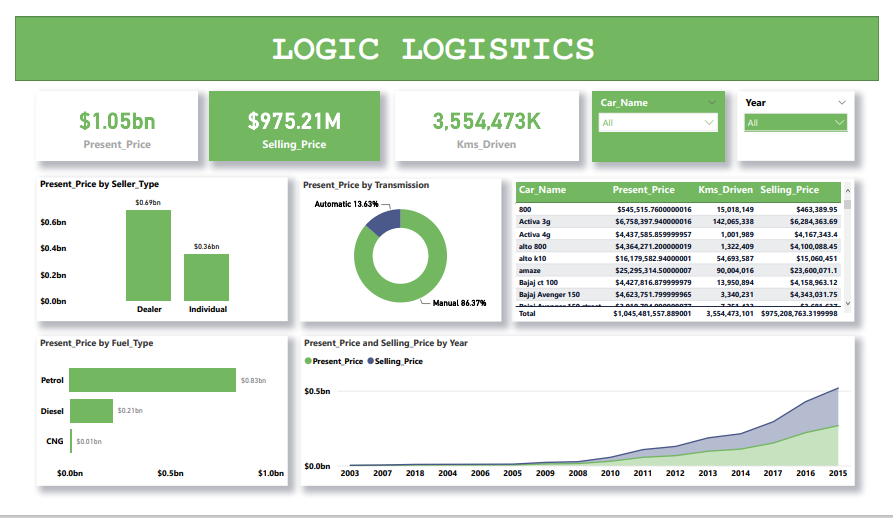 LOGIC LOGISTICS
$1.05bn
Present_Price
$975.21M
Selling_Price
3,554,473K
Kms_Driven
Car_Name
All
Year
All
Present_Price by Seller_Type
$0.6bn
$0.4bn
$0.2bn
$0.0bn
$0.69bn
$0.36bn
Dealer
Individual
Present_Price by Transmission
Automatic 13.63%
Manual 86.37%
Car_Name Present_Price Kms_Driven Selling_Price
800 $545,515.7600000016 15,018,149 $463,389.95
Activa 3g $6,758,397.940000016 142,065,338 $6,284,363.69
Activa 4g $4,437,585.859999957 1,001,989 $4,167,343.4
alto 800 $4,364,271.200000019 1,322,409 $4,100,088.45
alto k10 $16,179,582.94000001 54,693,587 $15,060,451
amaze $25,295,314.50000007 90,004,016 $23,600,071.1
Bajaj ct 100 $4,427,816.879999979 13,950,894 $4,158,963.12
Bajaj Avenger 150 $4,623,751.799999965 3,340,231 $4,343,031.75
Total $1,045,481,557.889001 3,554,473,101 $975,208,763.3199998
Present_Price by Fuel_Type
Petrol $0.83bn
Diesel $0.21bn
CNG $0.01bn
$0.0bn $0.5bn $1.0bn
Present_Price and Selling_Price by Year
Present_Price Selling_Price
$0.5bn
$0.0bn
2003 2007 2018 2004 2006 2005 2009 2008 2010 2011 2012 2013 2014 2017 2016 2015